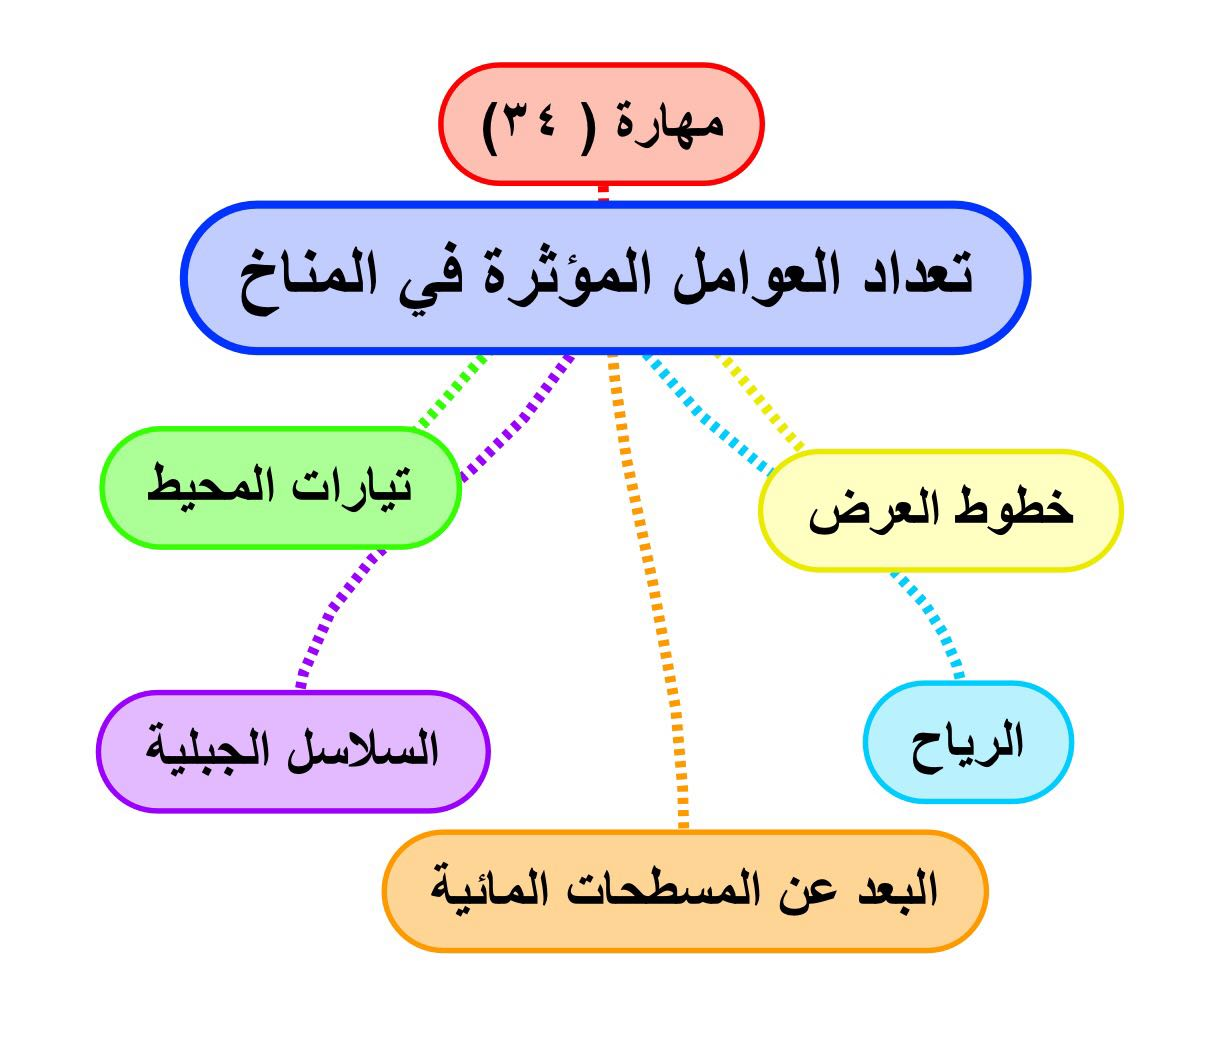 مهارة ( ٣٤)
تعداد العوامل المؤثرة في المناخ
خطوط العرض
تيارات المحيط
الرياح
السلاسل الجبلية
البعد عن المسطحات المائية